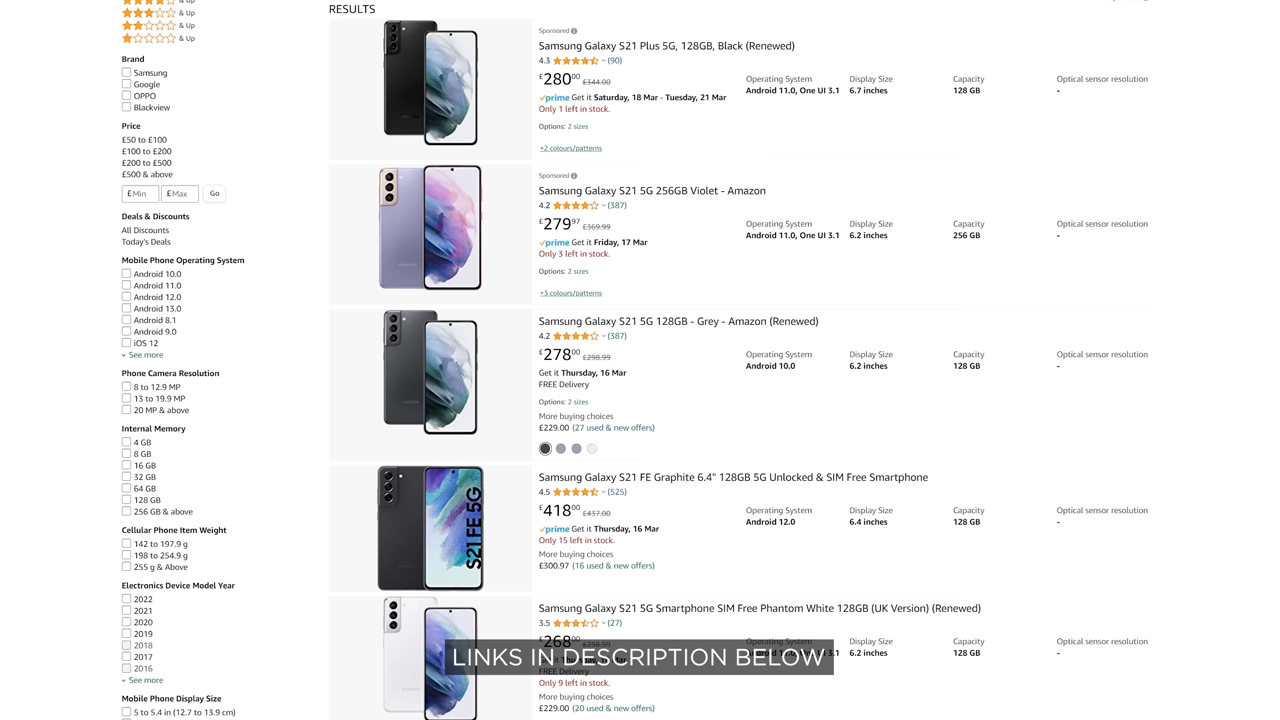 & Up
& Up
& Up
& Up
Brand
Samsung
Google
OPPO
Blackview
Price
£50 to £100
£100 to £200
£200 to £500
£500 & above
£ Min
£ Max
Go
Deals & Discounts
All Discounts
Today's Deals
Mobile Phone Operating System
Android 10.0
Android 11.0
Android 12.0
Android 13.0
Android 8.1
Android 9.0
iOS 12
See more
Phone Camera Resolution
8 to 12.9 MP
13 to 19.9 MP
20 MP & above
Internal Memory
4 GB
8 GB
16 GB
32 GB
64 GB
128 GB
256 GB & above
Cellular Phone Item Weight
142 to 197.9 g
198 to 254.9 g
255 g & Above
Electronics Device Model Year
2022
2021
2020
2019
2018
2017
2016
See more
Mobile Phone Display Size
5 to 5.4 in (12.7 to 13.9 cm)
RESULTS
Sponsored
Samsung Galaxy S21 Plus 5G, 128GB, Black (Renewed)
4.3 (90)
£280⁰⁰ £344.00
prime Get it Saturday, 18 Mar - Tuesday, 21 Mar
Only 1 left in stock.
Options: 2 sizes
+2 colours/patterns
Operating System Display Size Capacity Optical sensor resolution
Android 11.0, One UI 3.1 6.7 inches 128 GB -
Sponsored
Samsung Galaxy S21 5G 256GB Violet - Amazon
4.2 (387)
£279⁹⁷ £369.99
prime Get it Friday, 17 Mar
Only 3 left in stock.
Options: 2 sizes
+3 colours/patterns
Operating System Display Size Capacity Optical sensor resolution
Android 11.0, One UI 3.1 6.2 inches 256 GB -
Samsung Galaxy S21 5G 128GB - Grey - Amazon (Renewed)
4.2 (387)
£278⁰⁰ £298.99
Get it Thursday, 16 Mar
FREE Delivery
Options: 2 sizes
More buying choices
£229.00 (27 used & new offers)
Operating System Display Size Capacity Optical sensor resolution
Android 10.0 6.2 inches 128 GB -
S21 FE 5G
Samsung Galaxy S21 FE Graphite 6.4" 128GB 5G Unlocked & SIM Free Smartphone
4.5 (525)
£418⁰⁰ £437.00
prime Get it Thursday, 16 Mar
Only 15 left in stock.
More buying choices
£300.97 (16 used & new offers)
Operating System Display Size Capacity Optical sensor resolution
Android 12.0 6.4 inches 128 GB -
Samsung Galaxy S21 5G Smartphone SIM Free Phantom White 128GB (UK Version) (Renewed)
3.5 (27)
£268⁰⁰
FREE Delivery
Only 9 left in stock.
More buying choices
£229.00 (20 used & new offers)
Operating System Display Size Capacity Optical sensor resolution
Android 11.0, One UI 3.1 6.2 inches 128 GB -
LINKS IN DESCRIPTION BELOW